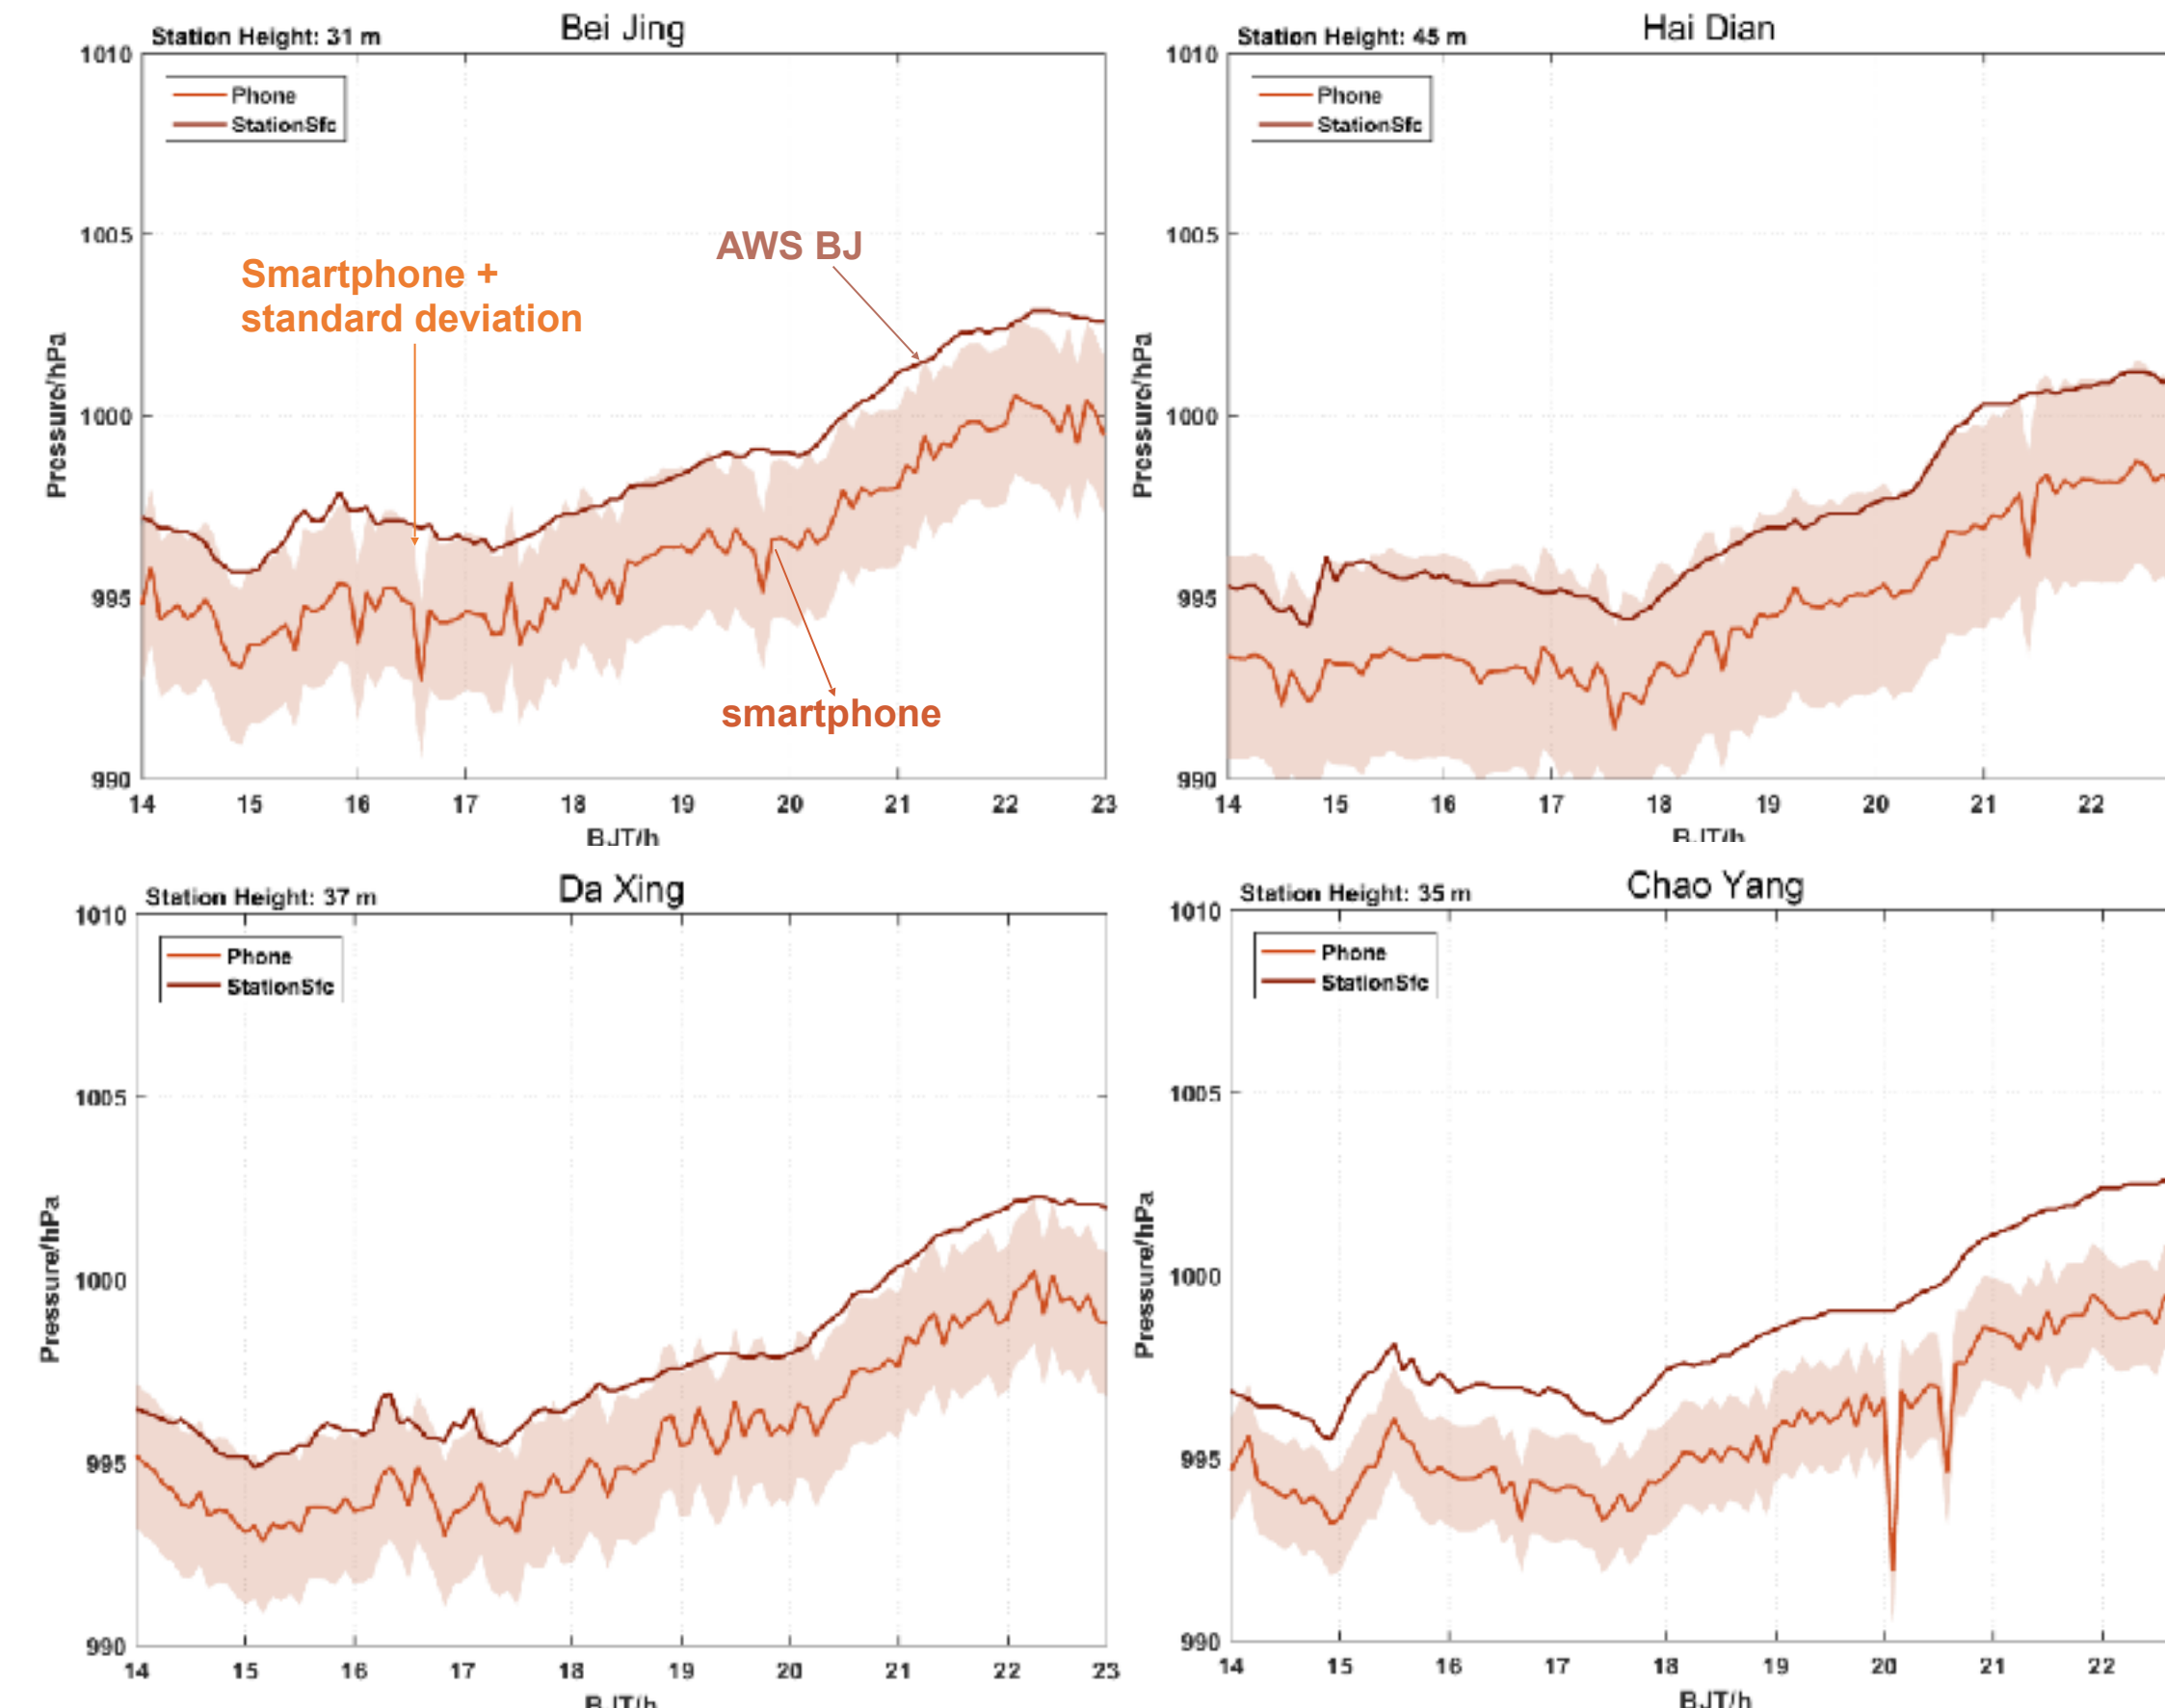 Bei Jing
Station Height: 31 m
Phone
StationSfc
AWS BJ
Smartphone +
standard deviation
smartphone
Pressure/hPa
1010
1005
1000
995
990
14 15 16 17 18 19 20 21 22 23
BJT/h
Hai Dian
Station Height: 45 m
Phone
StationSfc
Pressure/hPa
1010
1005
1000
995
990
14 15 16 17 18 19 20 21 22
BJT/h
Da Xing
Station Height: 37 m
Phone
StationSfc
Pressure/hPa
1010
1005
1000
995
990
14 15 16 17 18 19 20 21 22 23
BJT/h
Chao Yang
Station Height: 35 m
Phone
StationSfc
Pressure/hPa
1010
1005
1000
995
990
14 15 16 17 18 19 20 21 22
BJT/h